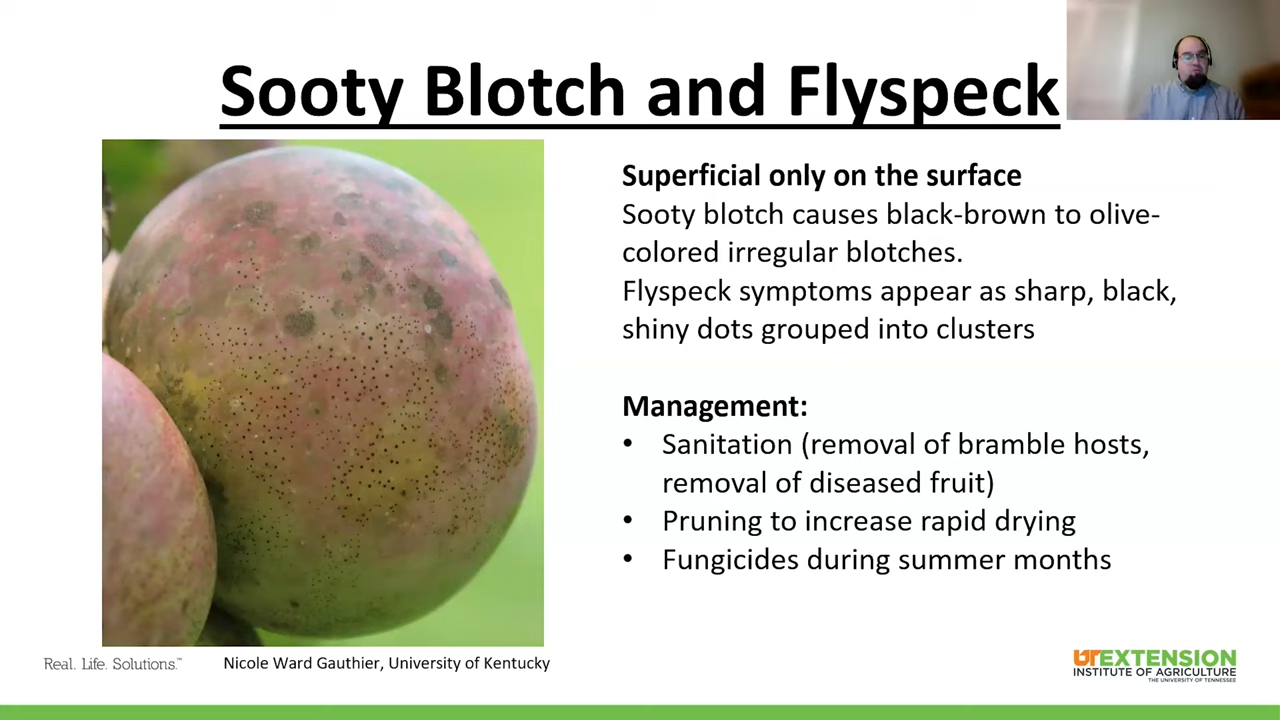 Sooty Blotch and Flyspeck
Superficial only on the surface
Sooty blotch causes black-brown to olive-
colored irregular blotches.
Flyspeck symptoms appear as sharp, black,
shiny dots grouped into clusters
Management:
• Sanitation (removal of bramble hosts,
removal of diseased fruit)
• Pruning to increase rapid drying
• Fungicides during summer months
Real. Life. Solutions.™
Nicole Ward Gauthier, University of Kentucky
UTEXTENSION
INSTITUTE OF AGRICULTURE
THE UNIVERSITY OF TENNESSEE